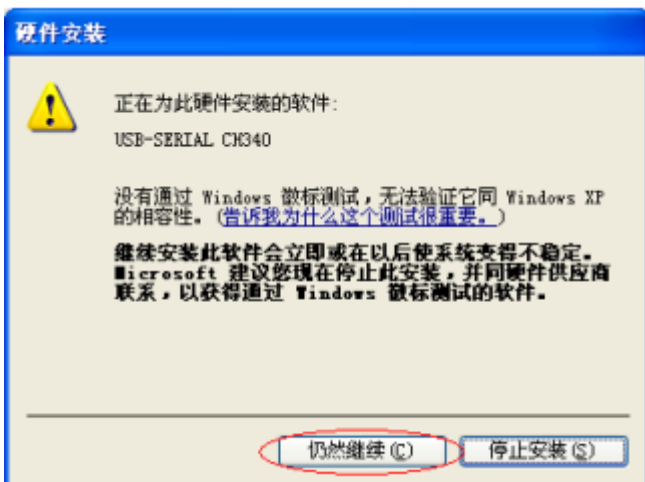 硬件安装
正在为此硬件安装的软件:
USB-SERIAL CH340
没有通过 Windows 徽标测试，无法验证它同 Windows XP
的相容性。(告诉我为什么这个测试很重要。)
继续安装此软件会立即或在以后使系统变得不稳定。
Microsoft 建议您现在停止此安装，并同硬件供应商
联系，以获得通过 Windows 徽标测试的软件。
仍然继续(C)
停止安装(S)